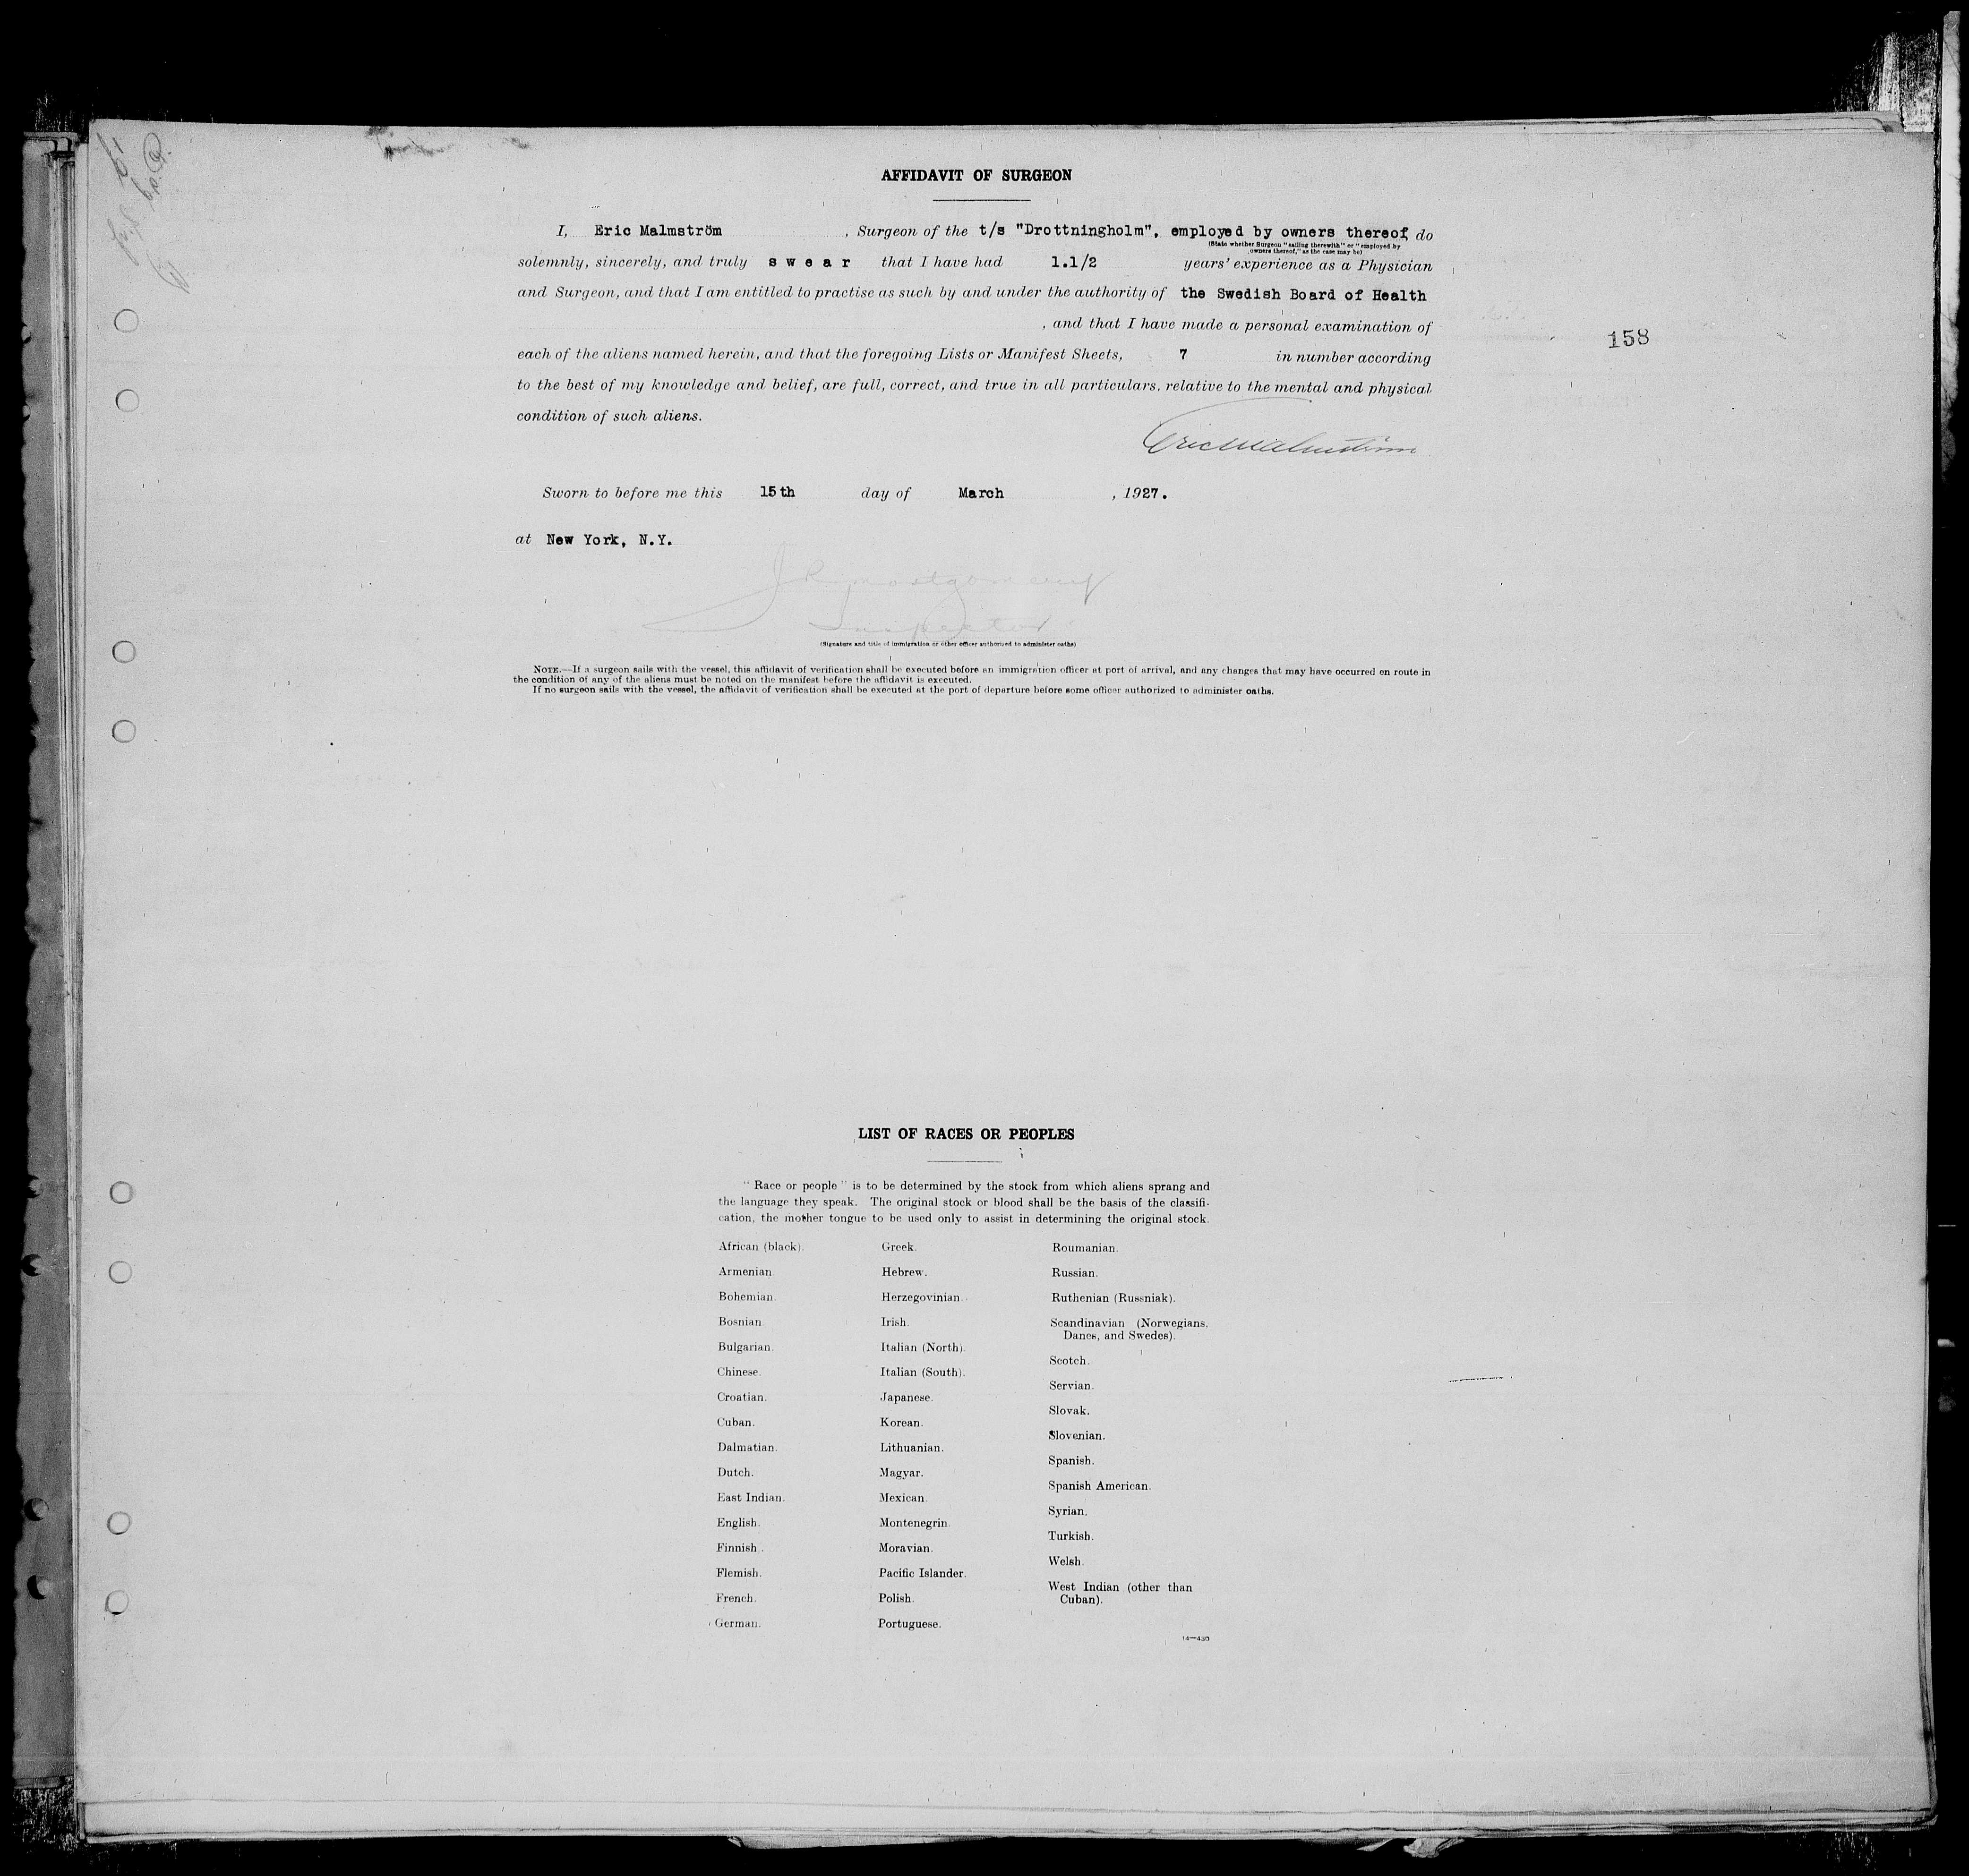 AFFIDAVIT OF SURGEON
I, Eric Malmström , Surgeon of the t/s "Drottningholm", employed by owners thereof, do
(State whether Surgeon "sailing therewith" or "employed by
owners thereof," as the case may be)
solemnly, sincerely, and truly s w e a r that I have had 1.1/2 years' experience as a Physician
and Surgeon, and that I am entitled to practise as such by and under the authority of the Swedish Board of Health
, and that I have made a personal examination of
158
each of the aliens named herein, and that the foregoing Lists or Manifest Sheets, 7 in number according
to the best of my knowledge and belief, are full, correct, and true in all particulars, relative to the mental and physical
condition of such aliens.
Eric Malmström
Sworn to before me this 15th day of March , 1927.
at New York, N.Y.
Inspector
(Signature and title of immigration or other officer authorized to administer oaths)
NOTE.—If a surgeon sails with the vessel, this affidavit of verification shall be executed before an immigration officer at port of arrival, and any changes that may have occurred en route in
the condition of any of the aliens must be noted on the manifest before the affidavit is executed.
If no surgeon sails with the vessel, the affidavit of verification shall be executed at the port of departure before some officer authorized to administer oaths.
LIST OF RACES OR PEOPLES
"Race or people" is to be determined by the stock from which aliens sprang and
the language they speak. The original stock or blood shall be the basis of the classifi-
cation, the mother tongue to be used only to assist in determining the original stock.
African (black).
Armenian.
Bohemian.
Bosnian.
Bulgarian.
Chinese.
Croatian.
Cuban.
Dalmatian.
Dutch.
East Indian.
English.
Finnish.
Flemish.
French.
German.
Greek.
Hebrew.
Herzegovinian.
Irish.
Italian (North).
Italian (South).
Japanese.
Korean.
Lithuanian.
Magyar.
Mexican.
Montenegrin.
Moravian.
Pacific Islander.
Polish.
Portuguese.
Roumanian.
Russian.
Ruthenian (Russniak).
Scandinavian (Norwegians,
Danes, and Swedes).
Scotch.
Servian.
Slovak.
Slovenian.
Spanish.
Spanish American.
Syrian.
Turkish.
Welsh.
West Indian (other than
Cuban).
14—430